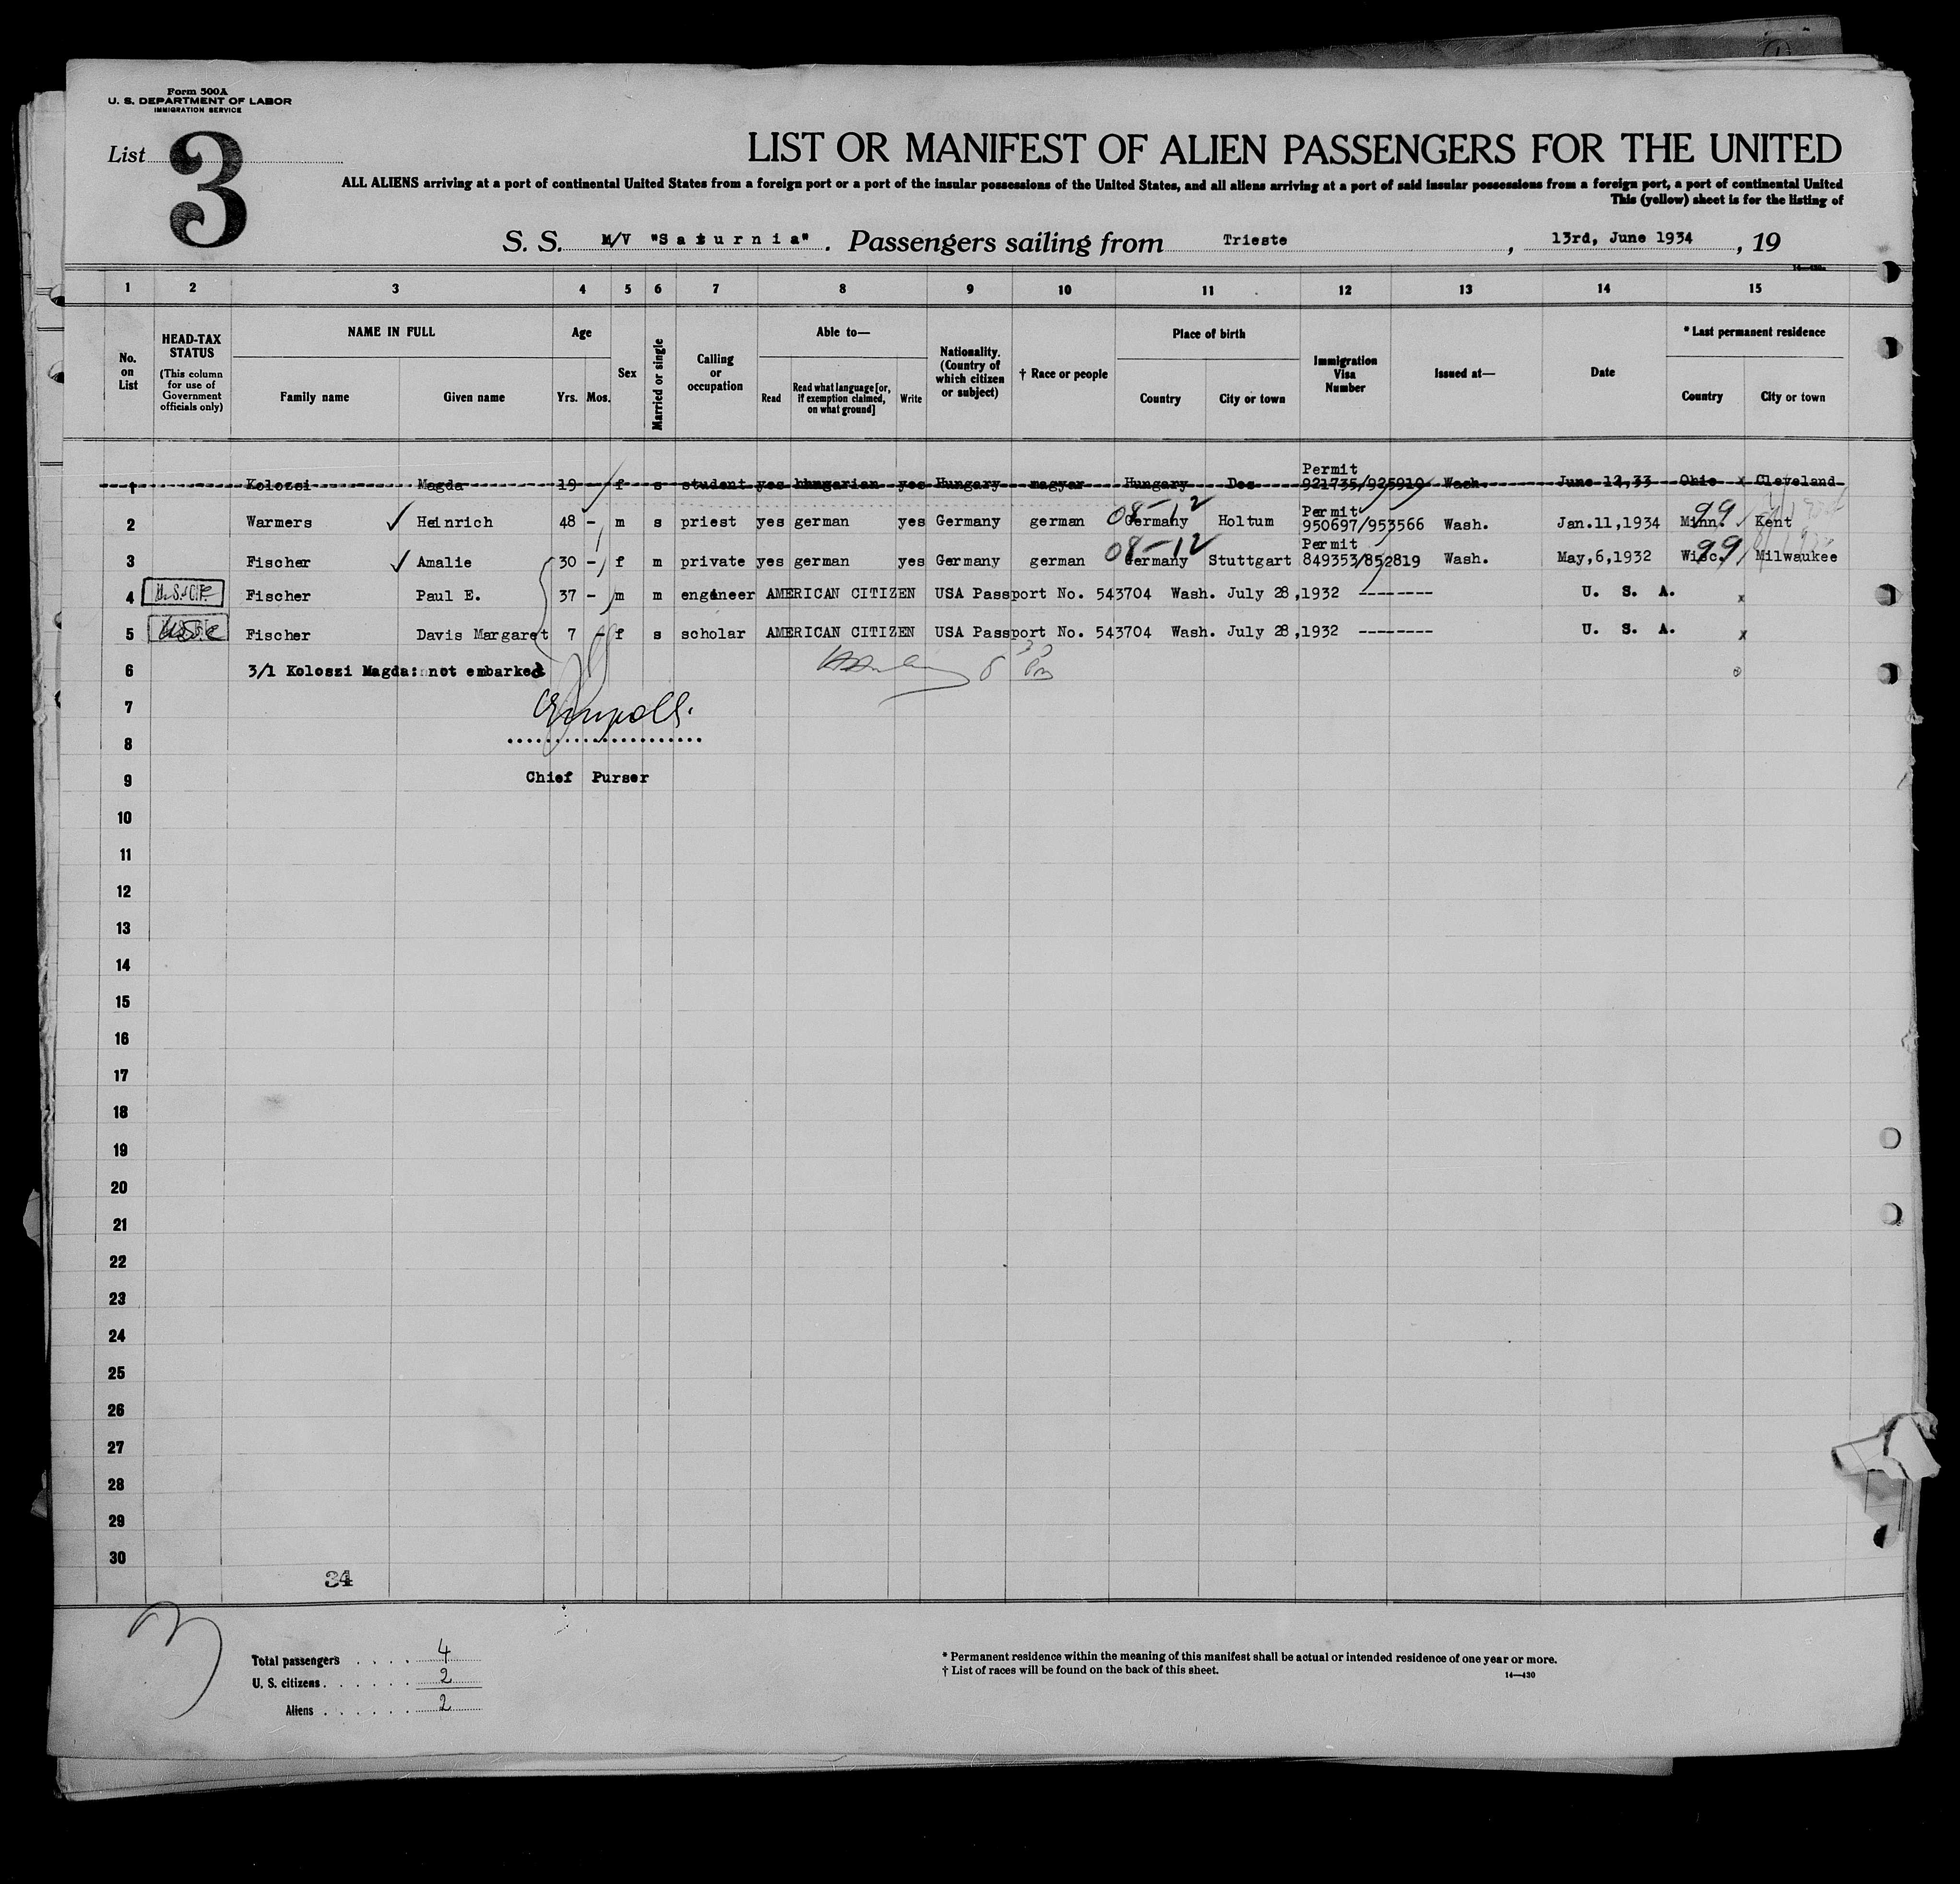 Form 500A
U. S. DEPARTMENT OF LABOR
IMMIGRATION SERVICE
List 3
LIST OR MANIFEST OF ALIEN PASSENGERS FOR THE UNITED
ALL ALIENS arriving at a port of continental United States from a foreign port or a port of the insular possessions of the United States, and all aliens arriving at a port of said insular possessions from a foreign port, a port of continental United
This (yellow) sheet is for the listing of
S. S. M/V "Saturnia". Passengers sailing from Trieste, 13rd, June 1934, 19
14—430a
1 2 3 4 5 6 7 8 9 10 11 12 13 14 15
No. on List
HEAD-TAX STATUS (This column for use of Government officials only)
NAME IN FULL Family name Given name
Age Yrs. Mos.
Sex
Married or single
Calling or occupation
Able to— Read Read what language [or, if exemption claimed, on what ground] Write
Nationality. (Country of which citizen or subject)
† Race or people
Place of birth Country City or town
Immigration Visa Number
Issued at—
Date
* Last permanent residence Country City or town
1 Kolozsi Magda 19 f s student yes hungarian yes Hungary magyar Hungary Des Permit 921735/925910 Wash. June 12,33 Ohio x Cleveland
2 Warmers Heinrich 48 - m s priest yes german yes Germany german 08-12 Germany Holtum Permit 950697/953566 Wash. Jan.11,1934 Minn. 99 Kent
3 Fischer Amalie 30 - f m private yes german yes Germany german 08-12 Germany Stuttgart Permit 849353/852819 Wash. May,6,1932 Wisc. 99 Milwaukee
4 Fischer Paul E. 37 - m m engineer AMERICAN CITIZEN USA Passport No. 543704 Wash. July 28,1932 -------- U. S. A. x
5 USC Fischer Davis Margaret 7 - f s scholar AMERICAN CITIZEN USA Passport No. 543704 Wash. July 28,1932 -------- U. S. A. x
6 3/1 Koloszi Magda: not embarked
7
8
9 Chief Purser
10
11
12
13
14
15
16
17
18
19
20
21
22
23
24
25
26
27
28
29
30
34
3
Total passengers . . . . 4
U. S. citizens . . . . . . 2
Aliens . . . . . . 2
* Permanent residence within the meaning of this manifest shall be actual or intended residence of one year or more.
† List of races will be found on the back of this sheet.
14—430